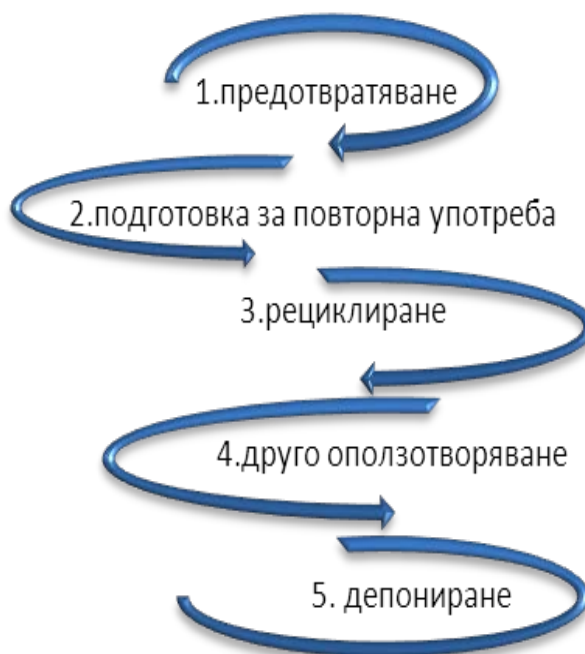 1.предотвратяване
2.подготовка за повторна употреба
3.рециклиране
4.друго оползотворяване
5. депониране